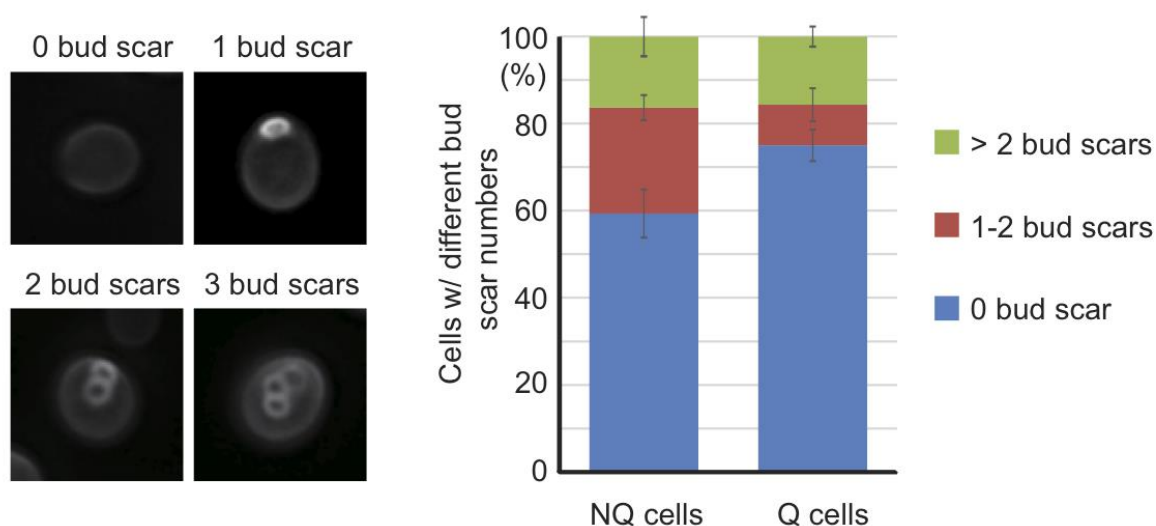 0 bud scar
1 bud scar
2 bud scars
3 bud scars
Cells w/ different bud
scar numbers
100
(%)
80
60
40
20
0
NQ cells
Q cells
> 2 bud scars
1-2 bud scars
0 bud scar